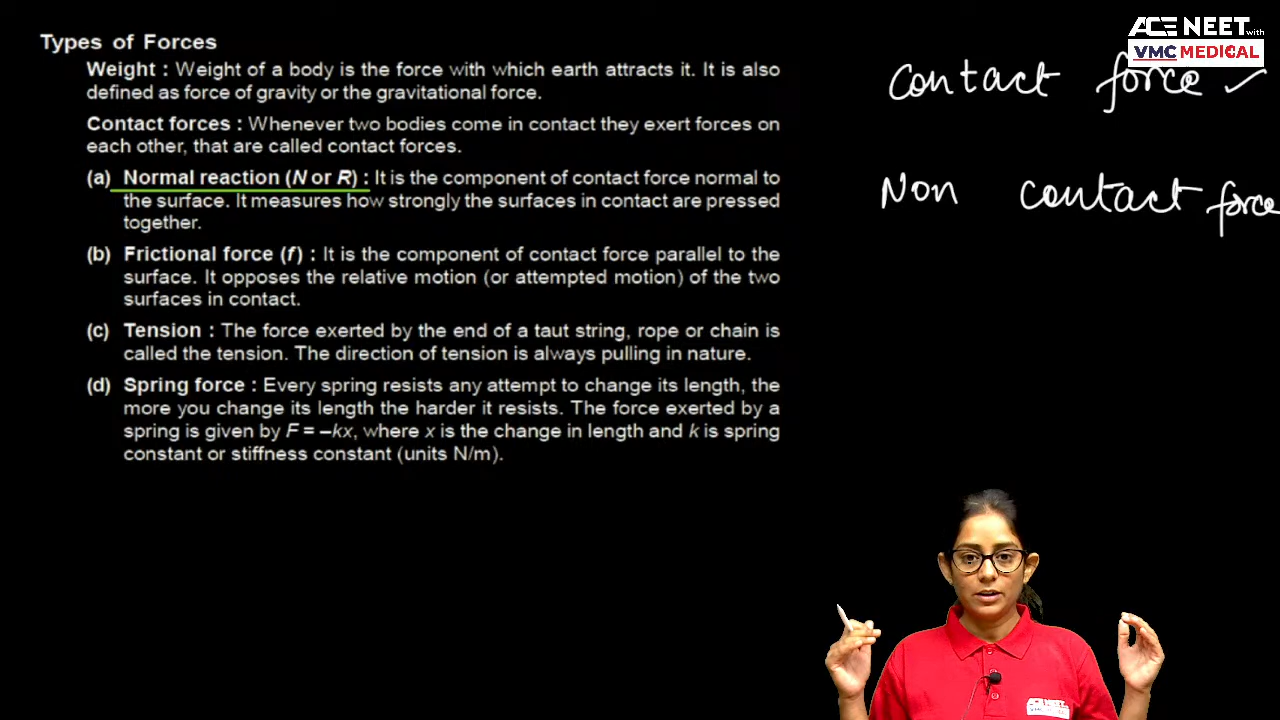 Types of Forces
Weight : Weight of a body is the force with which earth attracts it. It is also
defined as force of gravity or the gravitational force.
Contact forces : Whenever two bodies come in contact they exert forces on
each other, that are called contact forces.
(a) Normal reaction (N or R) : It is the component of contact force normal to
the surface. It measures how strongly the surfaces in contact are pressed
together.
(b) Frictional force (f) : It is the component of contact force parallel to the
surface. It opposes the relative motion (or attempted motion) of the two
surfaces in contact.
(c) Tension : The force exerted by the end of a taut string, rope or chain is
called the tension. The direction of tension is always pulling in nature.
(d) Spring force : Every spring resists any attempt to change its length, the
more you change its length the harder it resists. The force exerted by a
spring is given by F = –kx, where x is the change in length and k is spring
constant or stiffness constant (units N/m).
ACE NEET with
VMC MEDICAL
Contact force ✓
Non contact force
ACE NEET
VMC MEDICAL